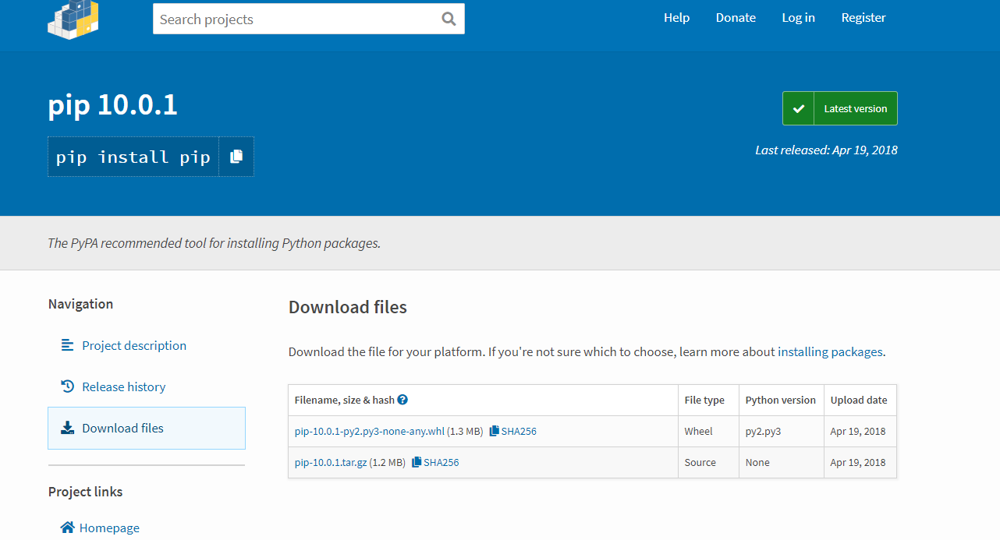 Search projects
Help Donate Log in Register
pip 10.0.1
Latest version
pip install pip
Last released: Apr 19, 2018
The PyPA recommended tool for installing Python packages.
Navigation
Project description
Release history
Download files
Project links
Homepage
Download files
Download the file for your platform. If you're not sure which to choose, learn more about installing packages.
Filename, size & hash ? File type Python version Upload date
pip-10.0.1-py2.py3-none-any.whl (1.3 MB) SHA256 Wheel py2.py3 Apr 19, 2018
pip-10.0.1.tar.gz (1.2 MB) SHA256 Source None Apr 19, 2018